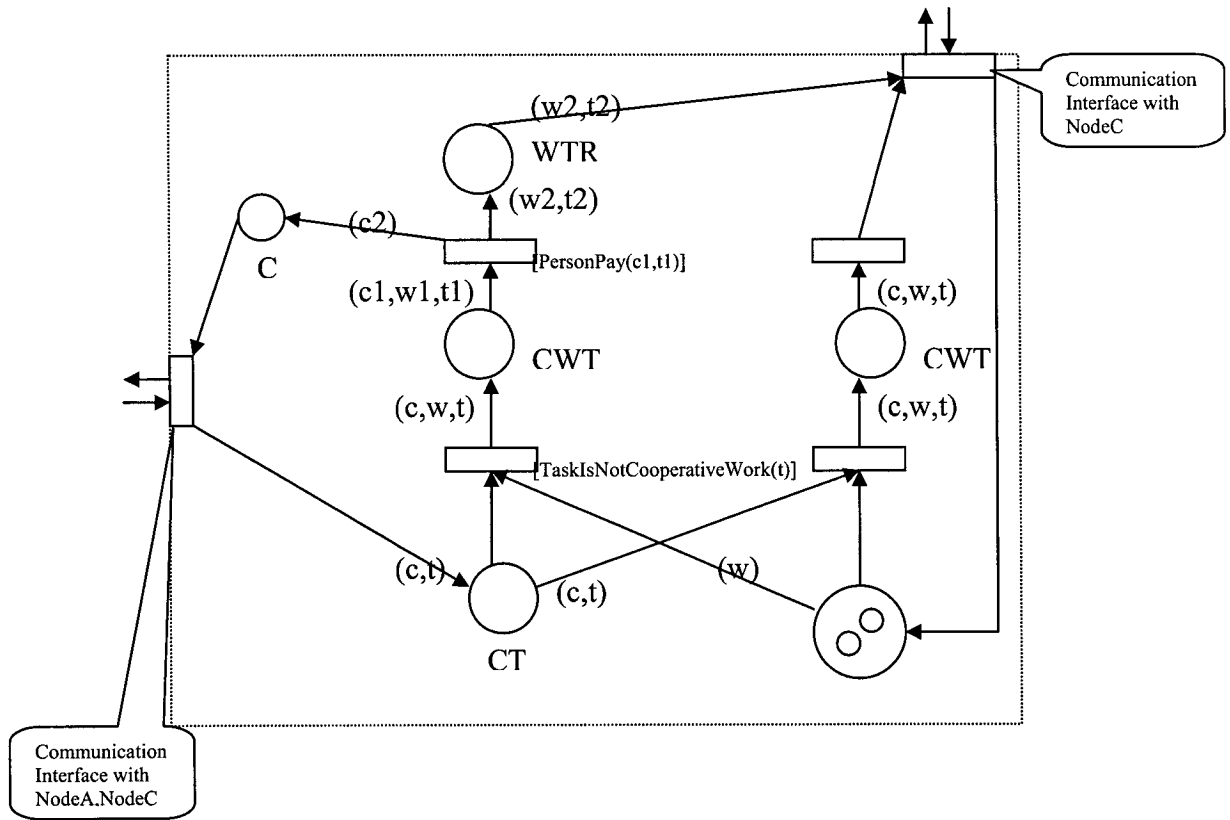 Communication
Interface with
NodeC
(w2,t2)
WTR
(w2,t2)
(c2)
C
[PersonPay(c1,t1)]
(c1,w1,t1)
(c,w,t)
CWT
CWT
(c,w,t)
(c,w,t)
[TaskIsNotCooperativeWork(t)]
(c,t)
(c,t)
(w)
CT
Communication
Interface with
NodeA,NodeC